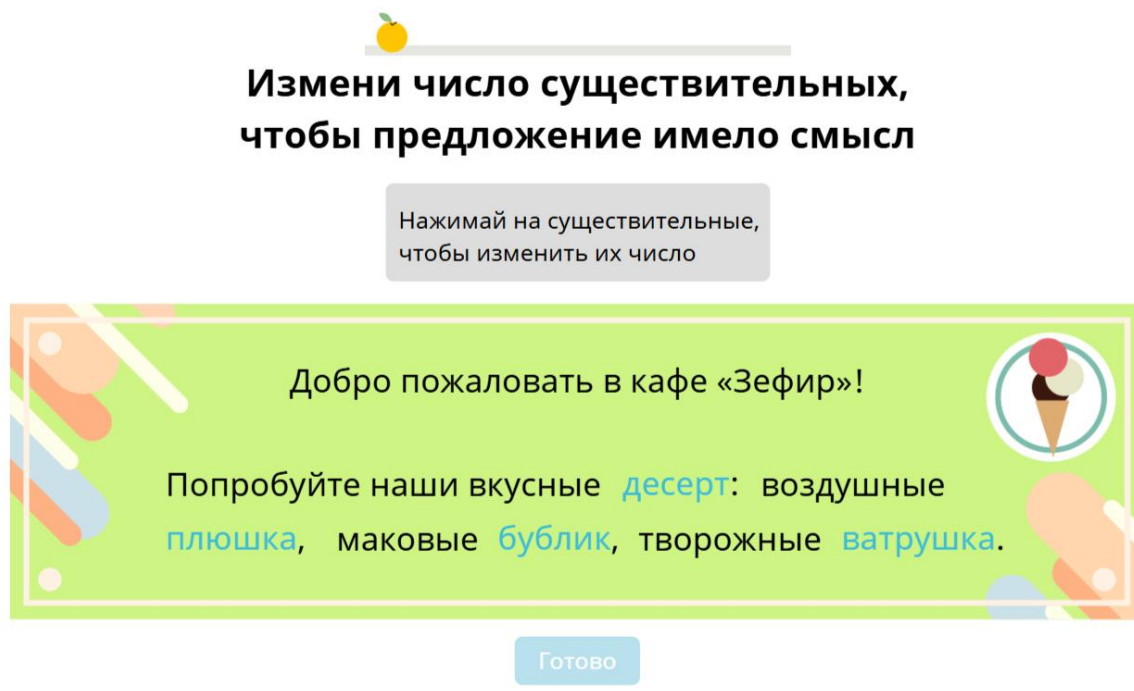 Измени число существительных,
чтобы предложение имело смысл
Нажимай на существительные,
чтобы изменить их число
Добро пожаловать в кафе «Зефир»!
Попробуйте наши вкусные десерт: воздушные
плюшка, маковые бублик, творожные ватрушка.
Готово